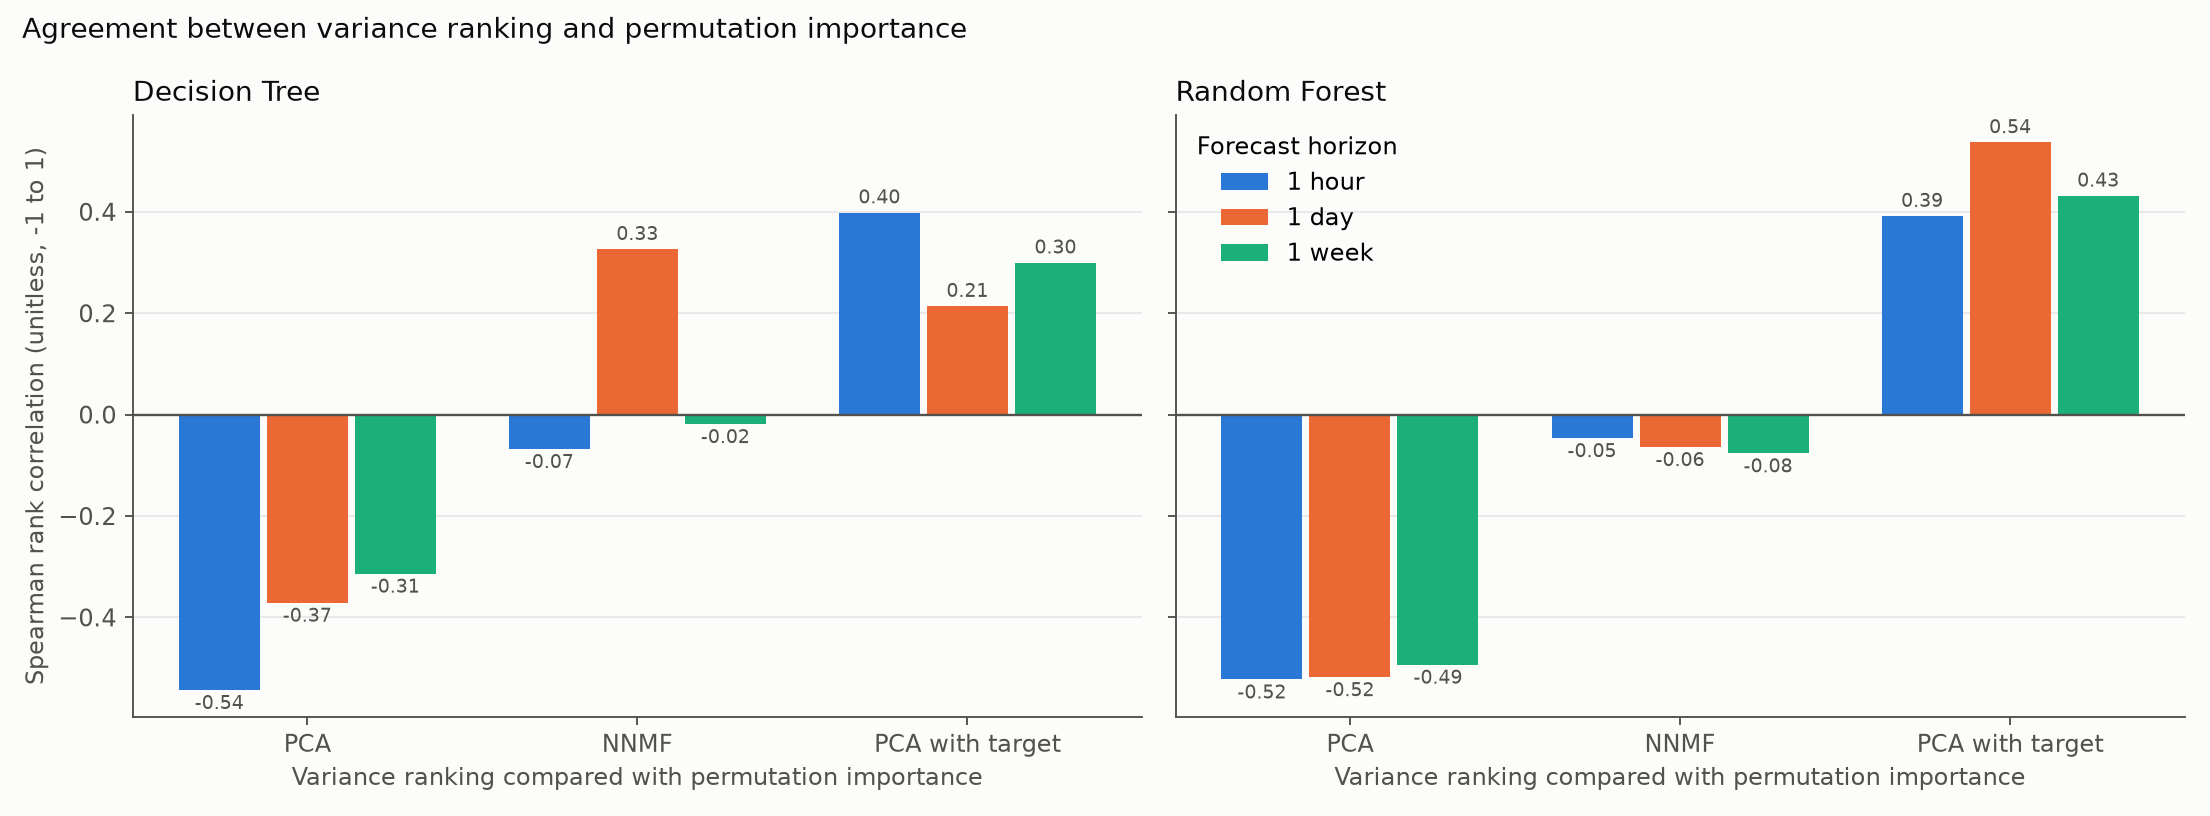 Agreement between variance ranking and permutation importance
Decision Tree
Spearman rank correlation (unitless, -1 to 1)
0.4
0.2
0.0
−0.2
−0.4
-0.54
-0.37
-0.31
-0.07
0.33
-0.02
0.40
0.21
0.30
PCA
NNMF
PCA with target
Variance ranking compared with permutation importance
Random Forest
Forecast horizon
1 hour
1 day
1 week
-0.52
-0.52
-0.49
-0.05
-0.06
-0.08
0.39
0.54
0.43
PCA
NNMF
PCA with target
Variance ranking compared with permutation importance